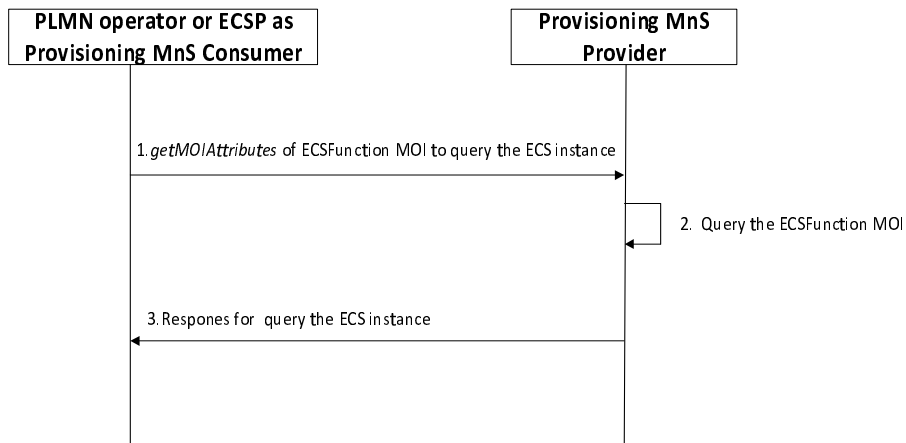 PLMN operator or ECSP as
Provisioning MnS Consumer
Provisioning MnS
Provider
1.getMOIAttributes of ECSFunction MOI to query the ECS instance
2. Query the ECSFunction MOI
3.Respones for query the ECS instance